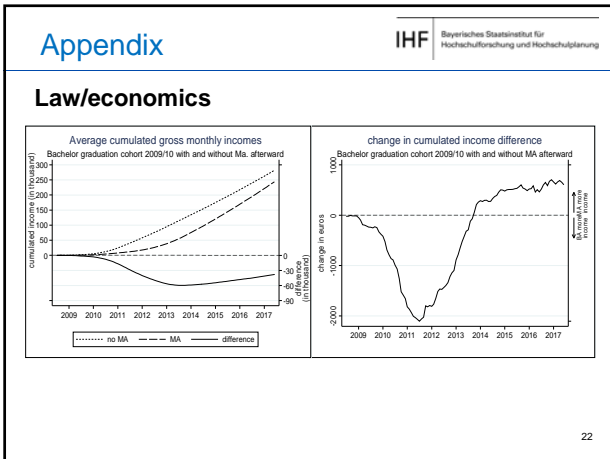 Appendix
IHF
Bayerisches Staatsinstitut für
Hochschulforschung und Hochschulplanung
Law/economics
Average cumulated gross monthly incomes
Bachelor graduation cohort 2009/10 with and without Ma. afterward
cumulated income (in thousand)
300
250
200
150
100
50
0
0
-30
-60
-90
difference
(in thousand)
2009 2010 2011 2012 2013 2014 2015 2016 2017
no MA MA difference
change in cumulated income difference
Bachelor graduation cohort 2009/10 with and without MA afterward
change in euros
1000
0
-1000
-2000
BA more MA more
income income
2009 2010 2011 2012 2013 2014 2015 2016 2017
22